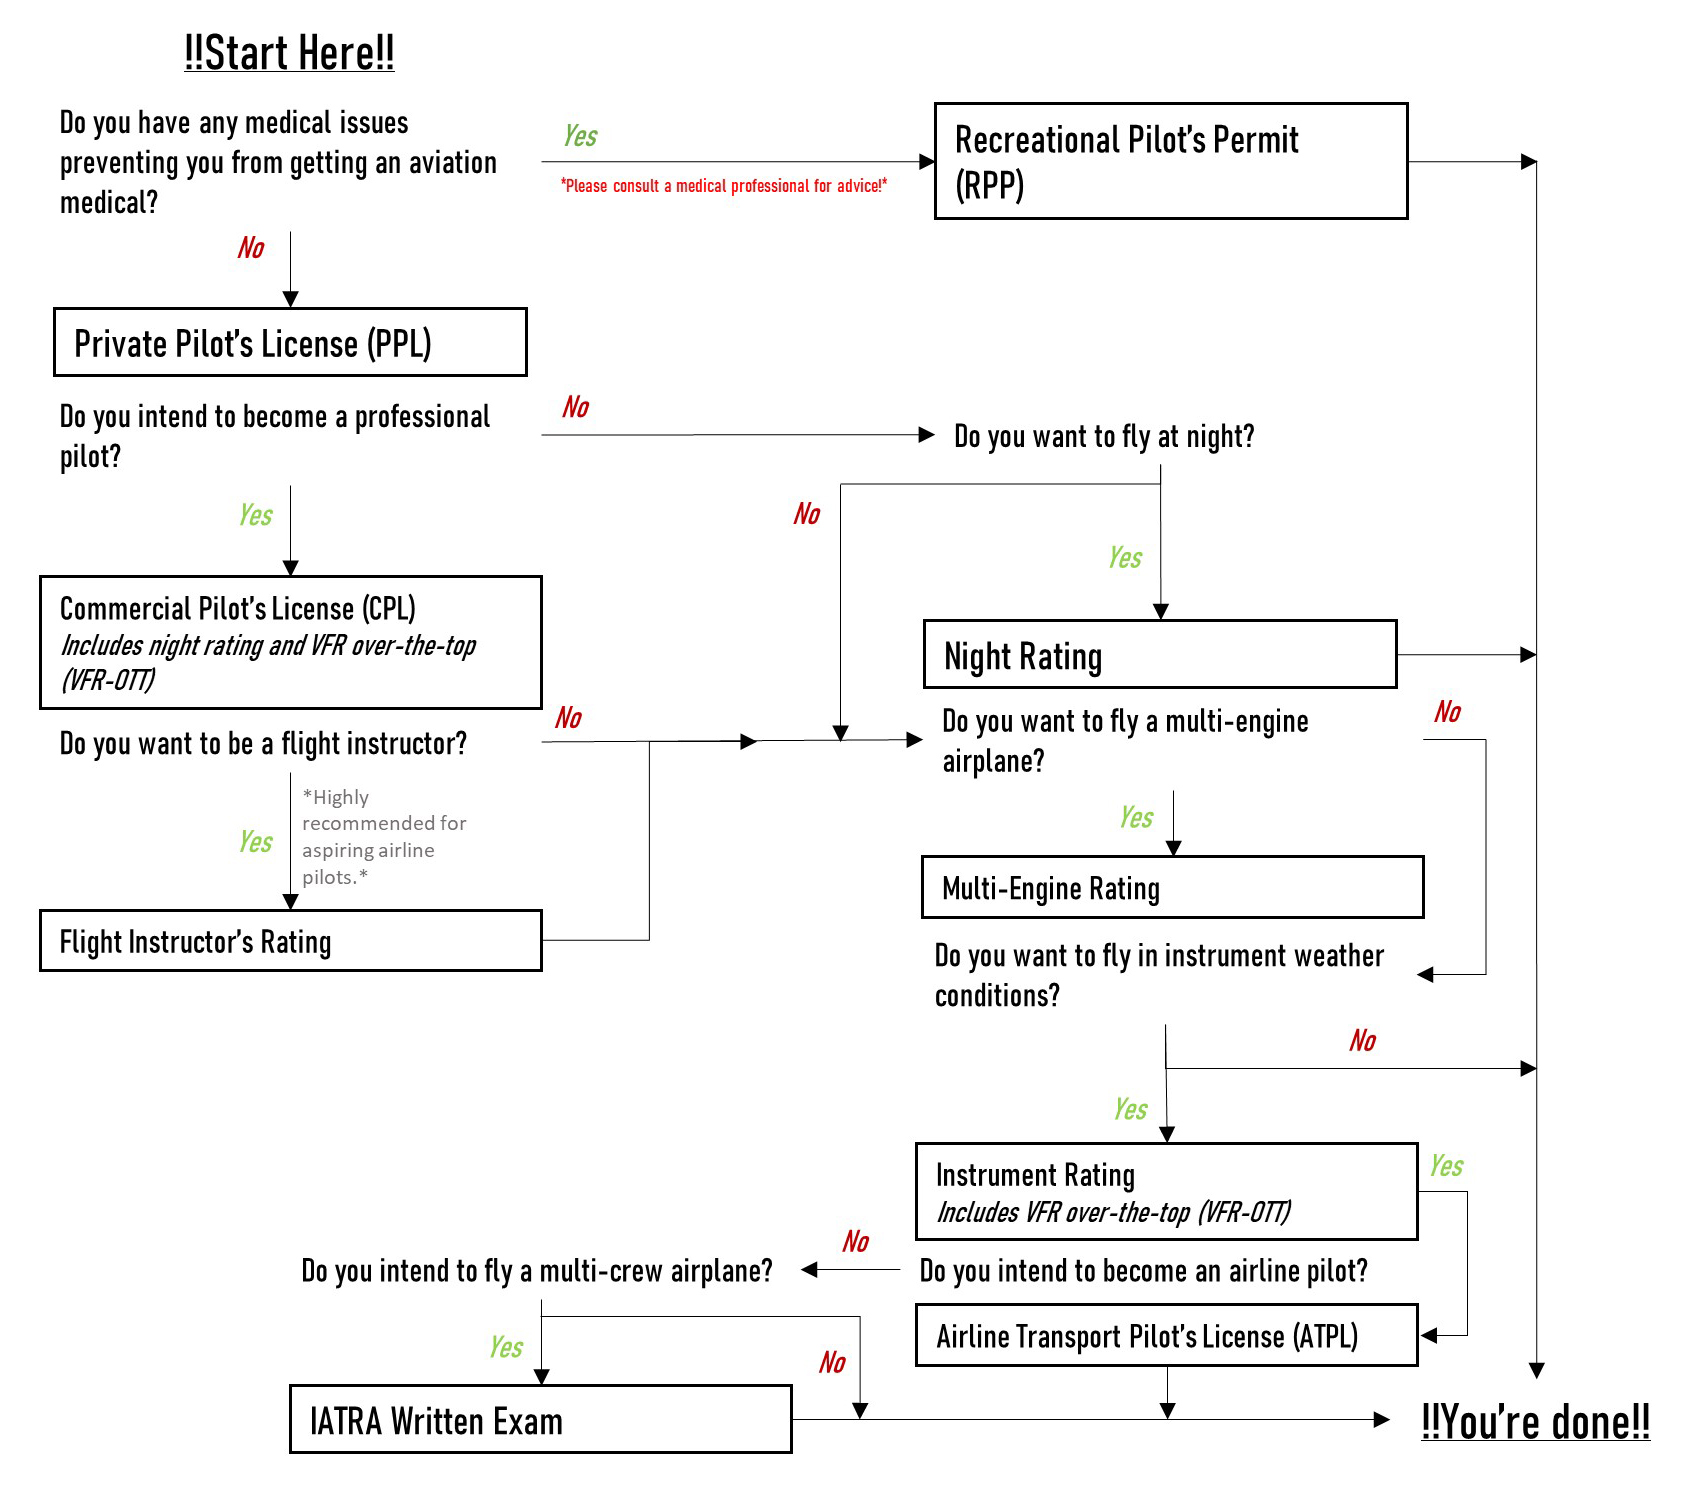 !!Start Here!!
Do you have any medical issues
preventing you from getting an aviation
medical?
Yes
*Please consult a medical professional for advice!*
Recreational Pilot's Permit
(RPP)
No
Private Pilot's License (PPL)
Do you intend to become a professional
pilot?
No
Do you want to fly at night?
Yes
No
Yes
Commercial Pilot's License (CPL)
Includes night rating and VFR over-the-top
(VFR-OTT)
Night Rating
Do you want to be a flight instructor?
No
Do you want to fly a multi-engine
airplane?
No
*Highly
recommended for
aspiring airline
pilots.*
Yes
Yes
Multi-Engine Rating
Flight Instructor's Rating
Do you want to fly in instrument weather
conditions?
No
Yes
Instrument Rating
Includes VFR over-the-top (VFR-OTT)
Yes
Do you intend to fly a multi-crew airplane?
No
Do you intend to become an airline pilot?
Yes
No
Airline Transport Pilot's License (ATPL)
IATRA Written Exam
!!You're done!!